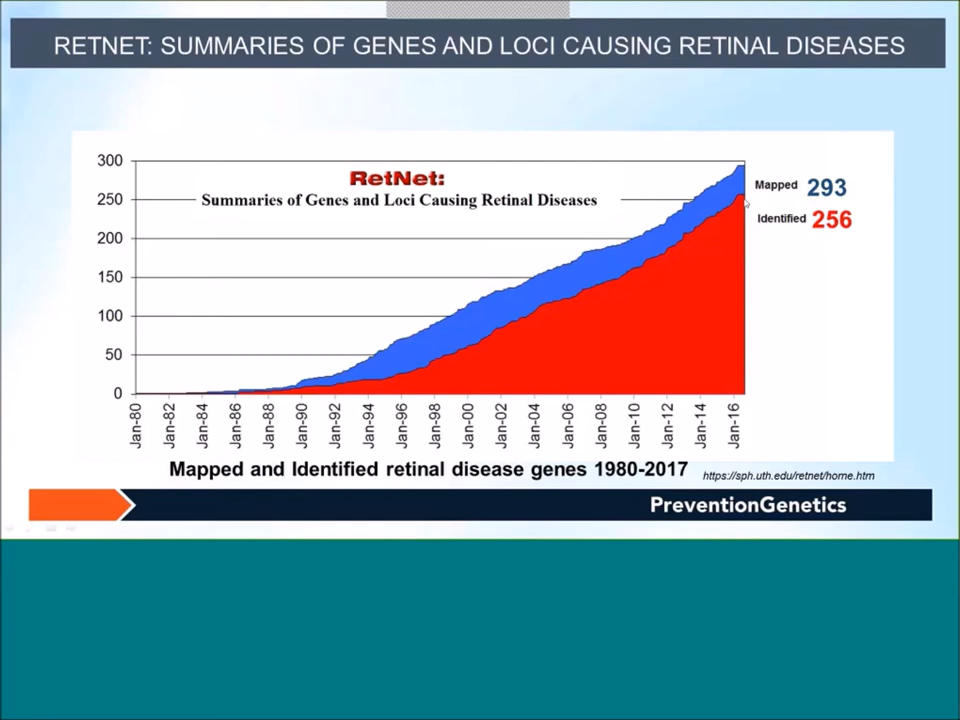 RETNET: SUMMARIES OF GENES AND LOCI CAUSING RETINAL DISEASES
RetNet:
Summaries of Genes and Loci Causing Retinal Diseases
300
250
200
150
100
50
0
Mapped 293
Identified 256
Jan-80
Jan-82
Jan-84
Jan-86
Jan-88
Jan-90
Jan-92
Jan-94
Jan-96
Jan-98
Jan-00
Jan-02
Jan-04
Jan-06
Jan-08
Jan-10
Jan-12
Jan-14
Jan-16
Mapped and Identified retinal disease genes 1980-2017
https://sph.uth.edu/retnet/home.htm
PreventionGenetics